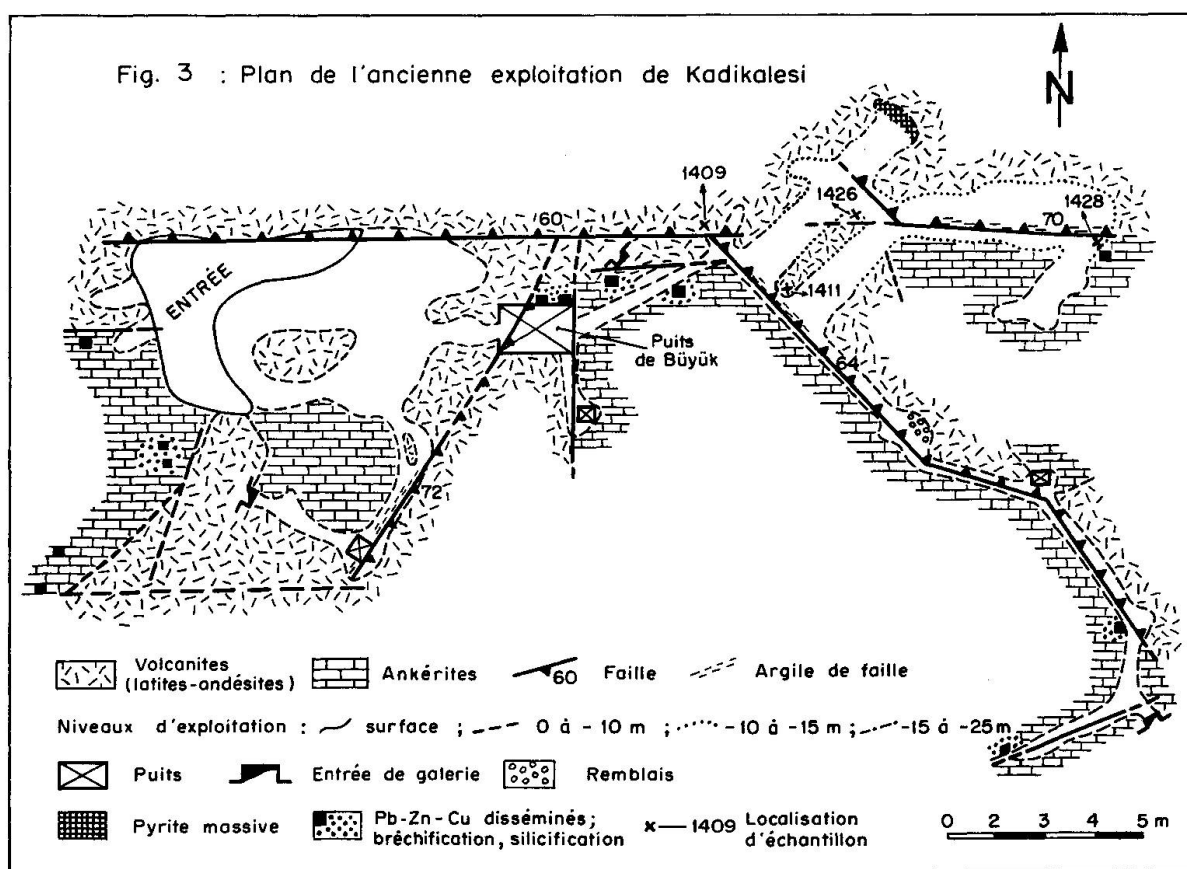 Fig. 3 : Plan de l'ancienne exploitation de Kadikalesi
N
1409
1426
1428
60
70
ENTRÉE
1411
Puits
de Büyük
64
72
Volcanites
(latites-andésites)
Ankérites
60
Faille
Argile de faille
Niveaux d'exploitation : surface ; 0 à -10 m ; -10 à -15 m ; -15 à -25 m
Puits
Entrée de galerie
Remblais
Pyrite massive
Pb-Zn-Cu disséminés;
bréchification, silicification
x — 1409 Localisation
d'échantillon
0 1 2 3 4 5 m